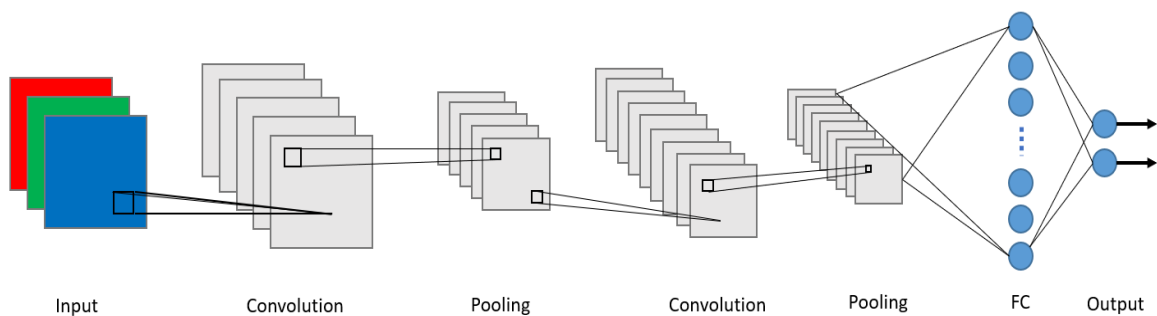 Input
Convolution
Pooling
Convolution
Pooling
FC
Output